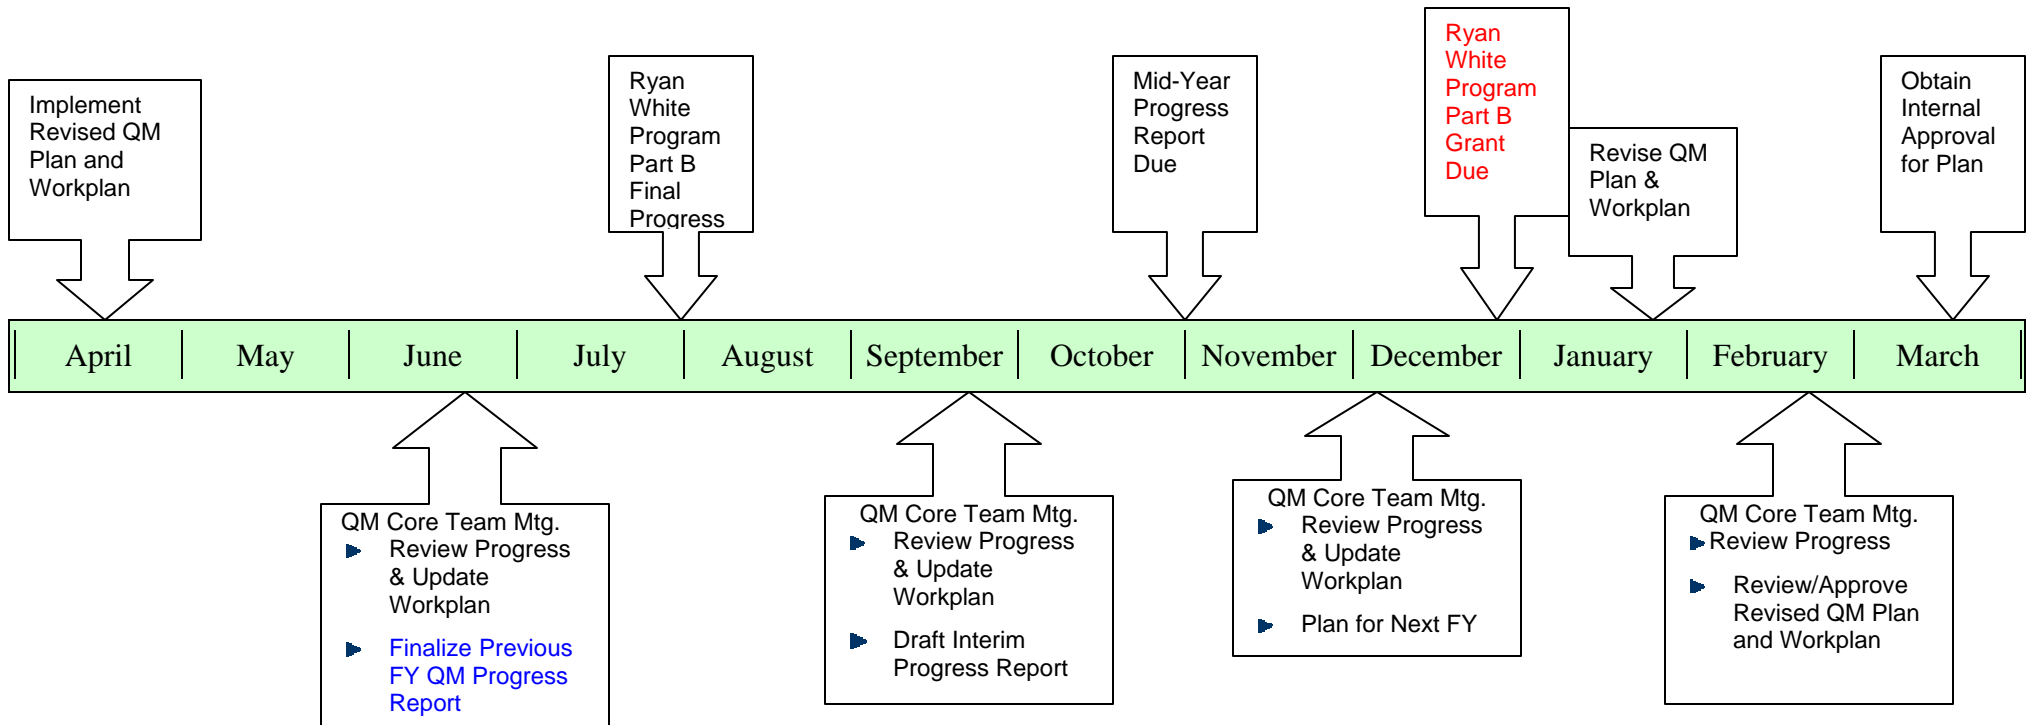 Implement
Revised QM
Plan and
Workplan
Ryan
White
Program
Part B
Final
Progress
Mid-Year
Progress
Report
Due
Ryan
White
Program
Part B
Grant
Due
Revise QM
Plan &
Workplan
Obtain
Internal
Approval
for Plan
April May June July August September October November December January February March
QM Core Team Mtg.
Review Progress
& Update
Workplan
Finalize Previous
FY QM Progress
Report
QM Core Team Mtg.
Review Progress
& Update
Workplan
Draft Interim
Progress Report
QM Core Team Mtg.
Review Progress
& Update
Workplan
Plan for Next FY
QM Core Team Mtg.
Review Progress
Review/Approve
Revised QM Plan
and Workplan